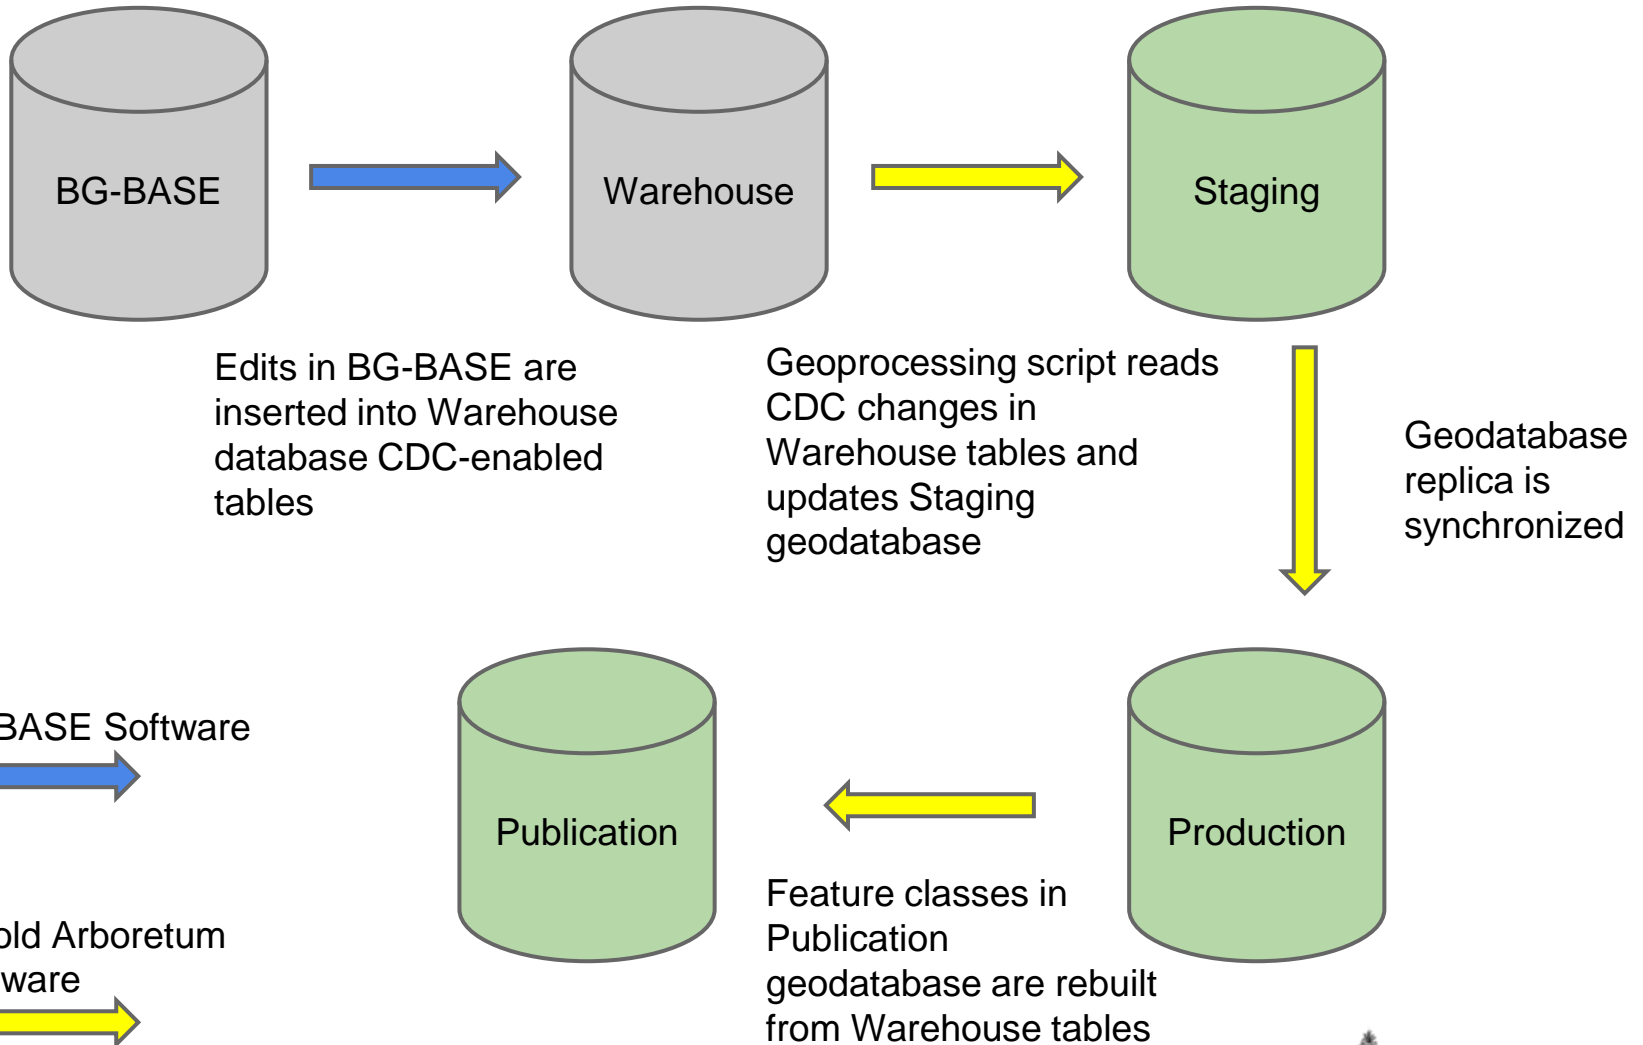 BG-BASE
Warehouse
Staging
Edits in BG-BASE are
inserted into Warehouse
database CDC-enabled
tables
Geoprocessing script reads
CDC changes in
Warehouse tables and
updates Staging
geodatabase
Geodatabase
replica is
synchronized
BASE Software
Publication
Production
old Arboretum
ware
Feature classes in
Publication
geodatabase are rebuilt
from Warehouse tables